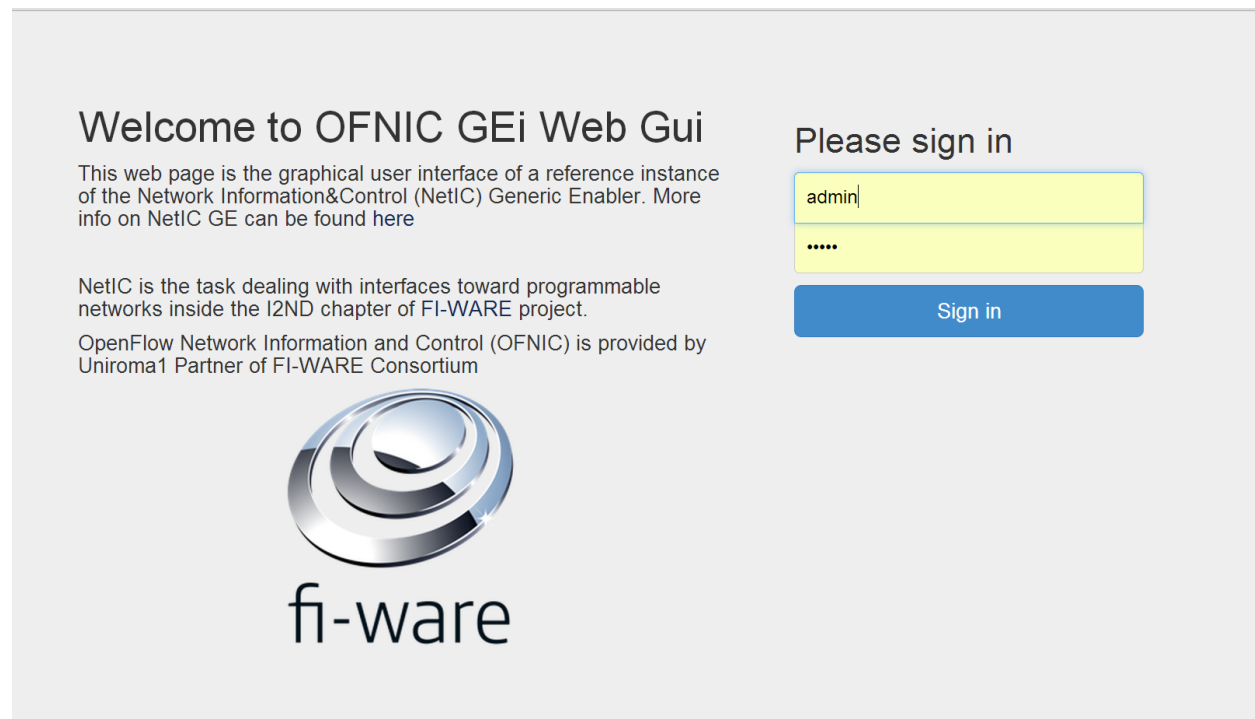 Welcome to OFNIC GEi Web Gui
This web page is the graphical user interface of a reference instance
of the Network Information&Control (NetIC) Generic Enabler. More
info on NetIC GE can be found here
NetIC is the task dealing with interfaces toward programmable
networks inside the I2ND chapter of FI-WARE project.
OpenFlow Network Information and Control (OFNIC) is provided by
Uniroma1 Partner of FI-WARE Consortium
fi-ware
Please sign in
admin
•••••
Sign in